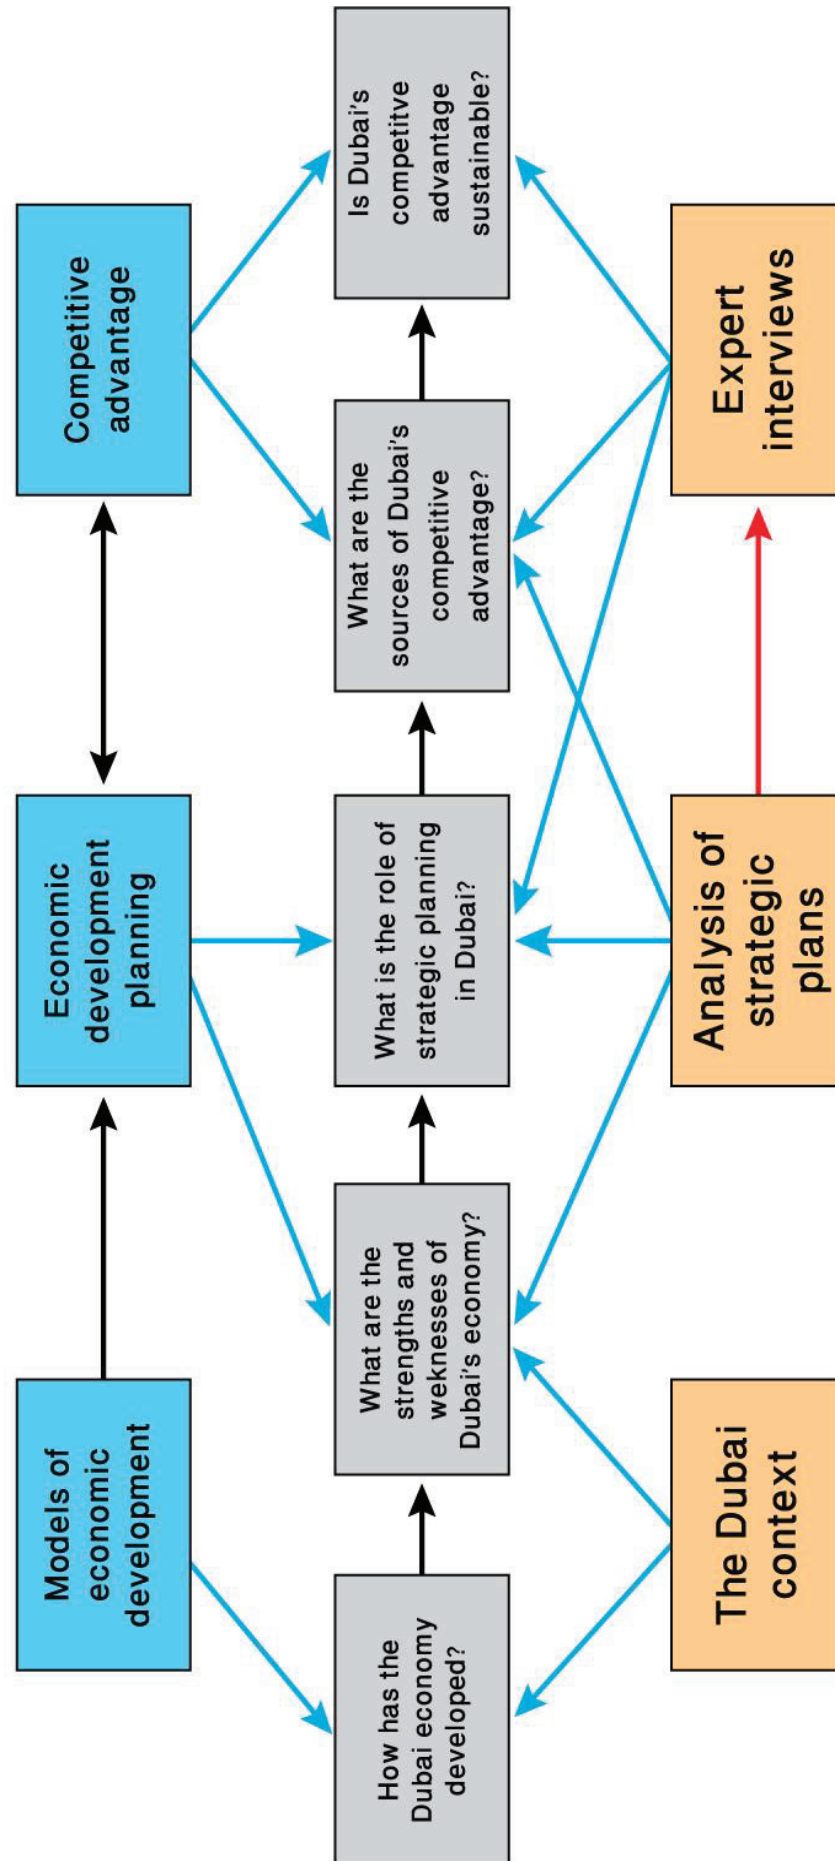 Models of
economic
development
Economic
development
planning
Competitive
advantage
How has the
Dubai economy
developed?
What are the
strengths and
weknesses of
Dubai's economy?
What is the role of
strategic planning
in Dubai?
What are the
sources of Dubai's
competitive
advantage?
Is Dubai's
competitve
advantage
sustainable?
The Dubai
context
Analysis of
strategic
plans
Expert
interviews